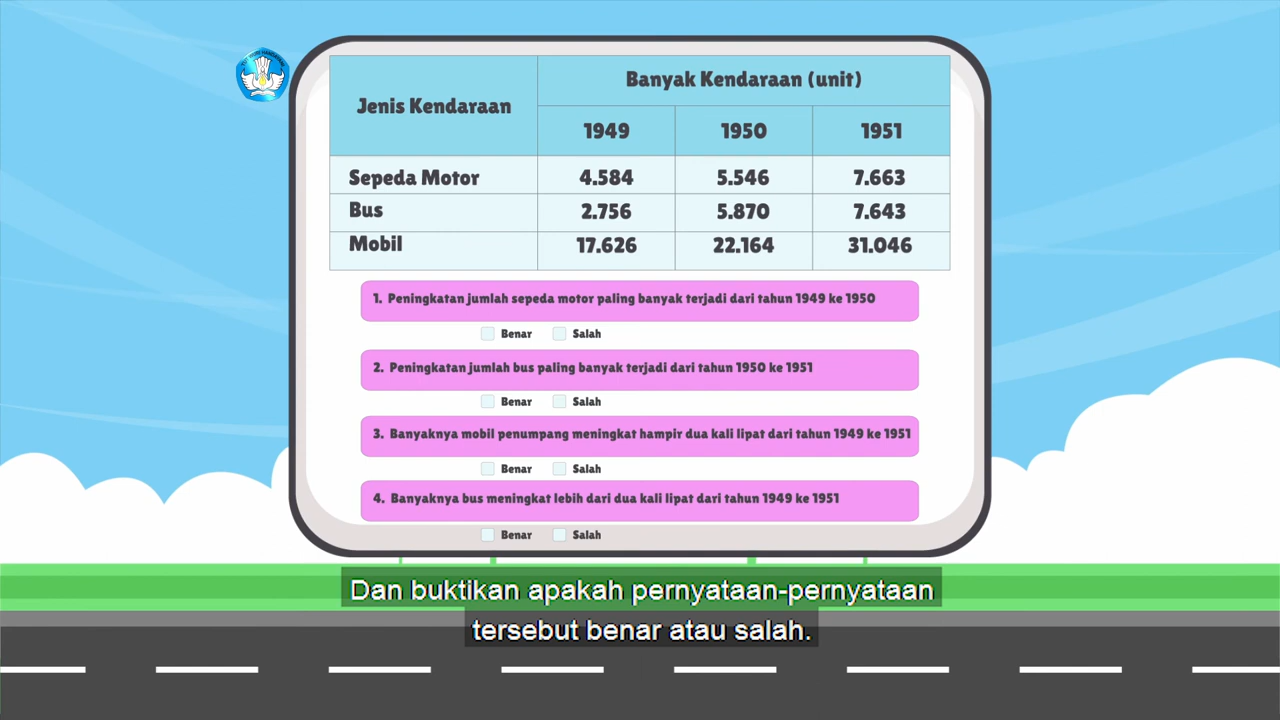 Jenis Kendaraan
Banyak Kendaraan (unit)
1949 1950 1951
Sepeda Motor 4.584 5.546 7.663
Bus 2.756 5.870 7.643
Mobil 17.626 22.164 31.046
1. Peningkatan jumlah sepeda motor paling banyak terjadi dari tahun 1949 ke 1950
Benar Salah
2. Peningkatan jumlah bus paling banyak terjadi dari tahun 1950 ke 1951
Benar Salah
3. Banyaknya mobil penumpang meningkat hampir dua kali lipat dari tahun 1949 ke 1951
Benar Salah
4. Banyaknya bus meningkat lebih dari dua kali lipat dari tahun 1949 ke 1951
Benar Salah
Dan buktikan apakah pernyataan-pernyataan
tersebut benar atau salah.